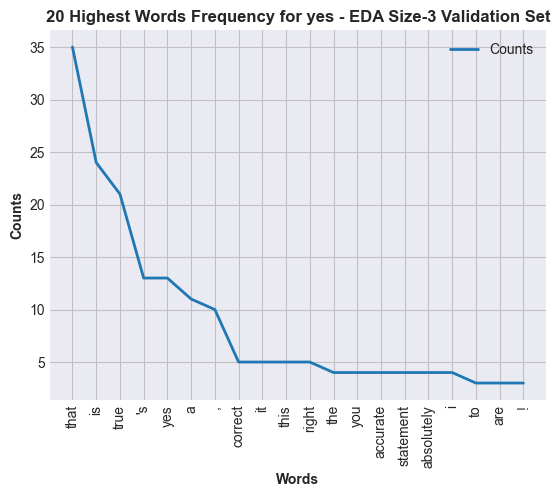 20 Highest Words Frequency for yes - EDA Size-3 Validation Set
Counts
35
30
25
20
15
10
5
Counts
that
is
true
's
yes
a
,
correct
it
this
right
the
you
accurate
statement
absolutely
i
to
are
!
Words